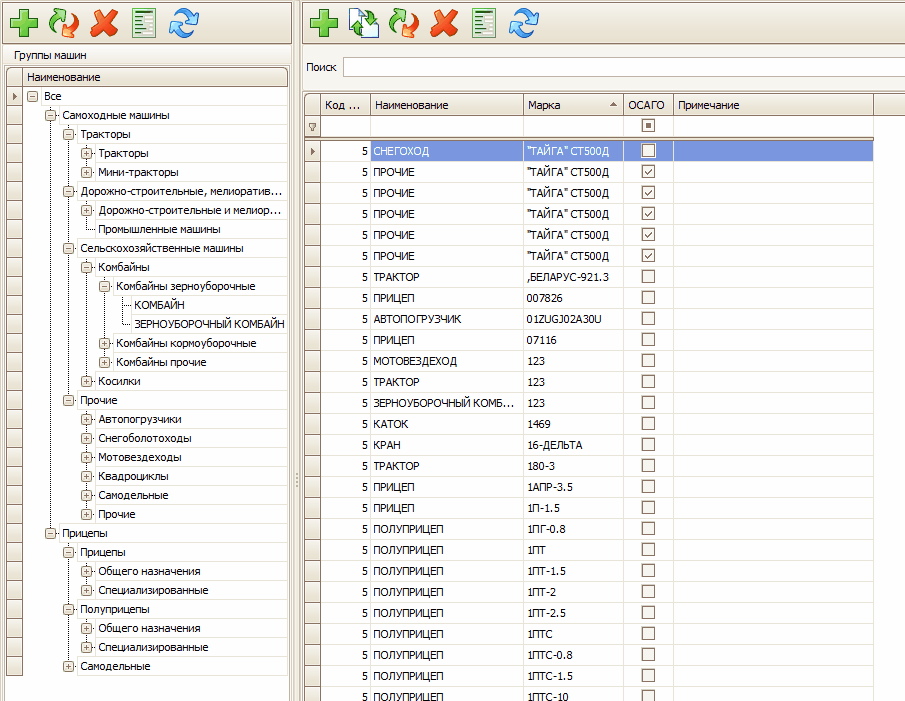 Группы машин
Наименование
Все
Самоходные машины
Тракторы
Тракторы
Мини-тракторы
Дорожно-строительные, мелиоратив...
Дорожно-строительные и мелиор...
Промышленные машины
Сельскохозяйственные машины
Комбайны
Комбайны зерноуборочные
КОМБАЙН
ЗЕРНОУБОРОЧНЫЙ КОМБАЙН
Комбайны кормоуборочные
Комбайны прочие
Косилки
Прочие
Автопогрузчики
Снегоболотоходы
Мотовездеходы
Квадроциклы
Самодельные
Прочие
Прицепы
Прицепы
Общего назначения
Специализированные
Полуприцепы
Общего назначения
Специализированные
Самодельные
Поиск
Код ... Наименование Марка ОСАГО Примечание
5 СНЕГОХОД "ТАЙГА" СТ500Д
5 ПРОЧИЕ "ТАЙГА" СТ500Д
5 ПРОЧИЕ "ТАЙГА" СТ500Д
5 ПРОЧИЕ "ТАЙГА" СТ500Д
5 ПРОЧИЕ "ТАЙГА" СТ500Д
5 ПРОЧИЕ "ТАЙГА" СТ500Д
5 ТРАКТОР ,БЕЛАРУС-921.3
5 ПРИЦЕП 007826
5 АВТОПОГРУЗЧИК 01ZUGJ02A30U
5 ПРИЦЕП 07116
5 МОТОВЕЗДЕХОД 123
5 ТРАКТОР 123
5 ЗЕРНОУБОРОЧНЫЙ КОМБ... 123
5 КАТОК 1469
5 КРАН 16-ДЕЛЬТА
5 ТРАКТОР 180-3
5 ПРИЦЕП 1АПР-3.5
5 ПРИЦЕП 1П-1.5
5 ПОЛУПРИЦЕП 1ПГ-0.8
5 ПОЛУПРИЦЕП 1ПТ
5 ПОЛУПРИЦЕП 1ПТ-1.5
5 ПОЛУПРИЦЕП 1ПТ-2
5 ПОЛУПРИЦЕП 1ПТ-2.5
5 ПОЛУПРИЦЕП 1ПТС
5 ПОЛУПРИЦЕП 1ПТС-0.8
5 ПОЛУПРИЦЕП 1ПТС-1.5
5 ПОЛУПРИЦЕП 1ПТС-10